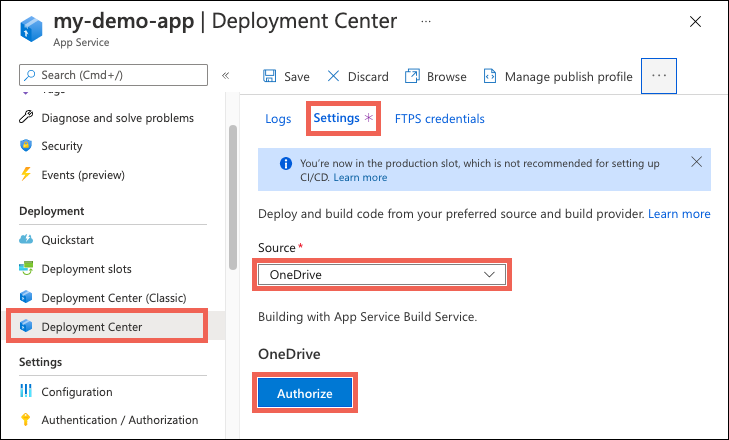 my-demo-app | Deployment Center ...
App Service
Search (Cmd+/)
«
Save
Discard
Browse
Manage publish profile
...
Tags
Diagnose and solve problems
Security
Events (preview)
Deployment
Quickstart
Deployment slots
Deployment Center (Classic)
Deployment Center
Settings
Configuration
Authentication / Authorization
Logs
Settings *
FTPS credentials
You're now in the production slot, which is not recommended for setting up
CI/CD. Learn more
Deploy and build code from your preferred source and build provider. Learn more
Source*
OneDrive
Building with App Service Build Service.
OneDrive
Authorize